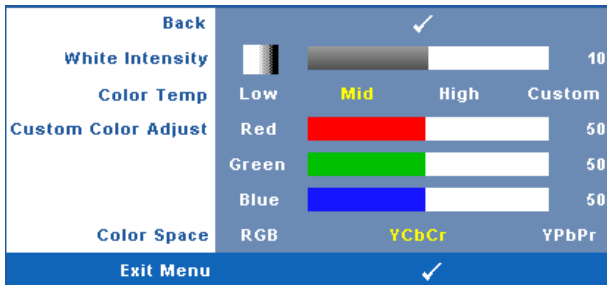 Back
White Intensity 10
Color Temp Low Mid High Custom
Custom Color Adjust Red 50
Green 50
Blue 50
Color Space RGB YCbCr YPbPr
Exit Menu